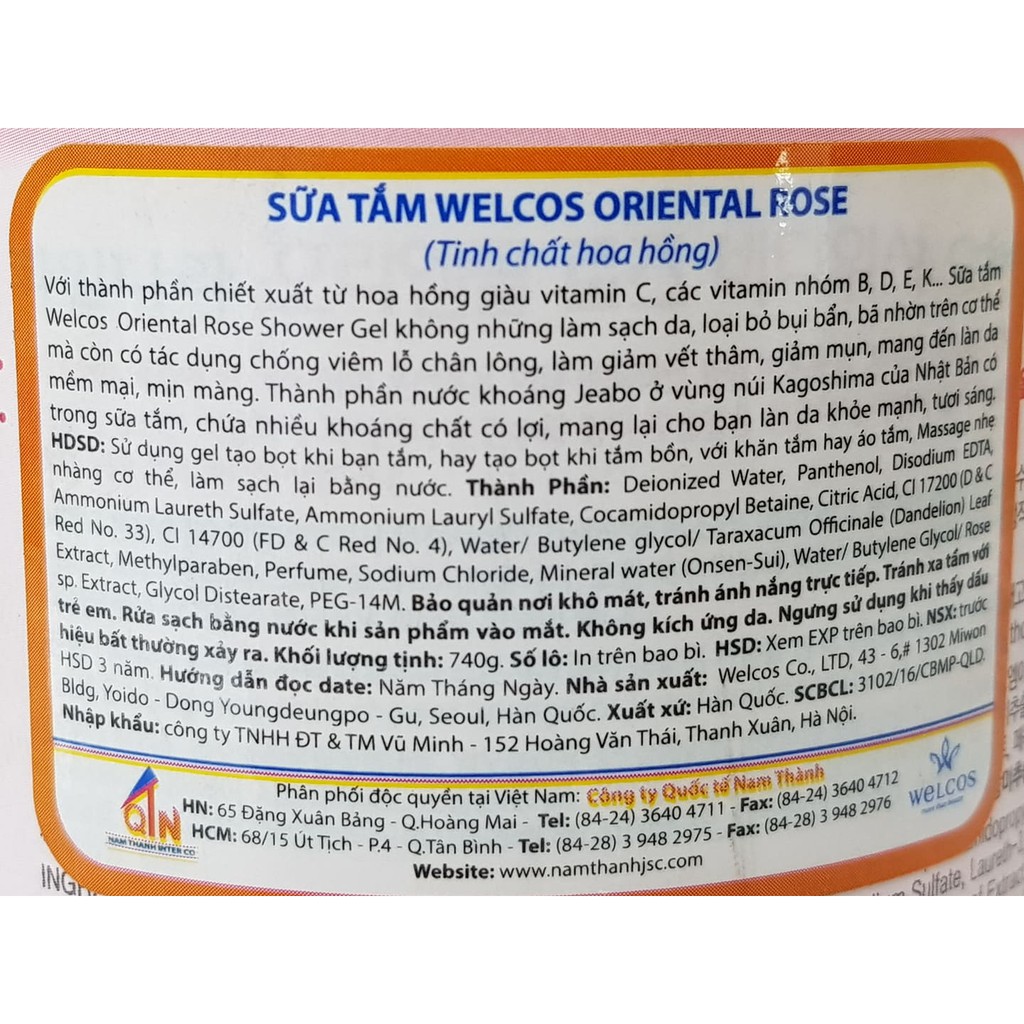 SỮA TẮM WELCOS ORIENTAL ROSE
(Tinh chất hoa hồng)
Với thành phần chiết xuất từ hoa hồng giàu vitamin C, các vitamin nhóm B, D, E, K... Sữa tắm
Welcos Oriental Rose Shower Gel không những làm sạch da, loại bỏ bụi bẩn, bã nhờn trên cơ thể
mà còn có tác dụng chống viêm lỗ chân lông, làm giảm vết thâm, giảm mụn, mang đến làn da
mềm mại, mịn màng. Thành phần nước khoáng Jeabo ở vùng núi Kagoshima của Nhật Bản có
trong sữa tắm, chứa nhiều khoáng chất có lợi, mang lại cho bạn làn da khỏe mạnh, tươi sáng.
HDSD: Sử dụng gel tạo bọt khi bạn tắm, hay tạo bọt khi tắm bồn, với khăn tắm hay áo tắm, Massage nhẹ
nhàng cơ thể, làm sạch lại bằng nước. Thành Phần: Deionized Water, Panthenol, Disodium EDTA,
Ammonium Laureth Sulfate, Ammonium Lauryl Sulfate, Cocamidopropyl Betaine, Citric Acid, CI 17200 (D & C
Red No. 33), CI 14700 (FD & C Red No. 4), Water/ Butylene glycol/ Taraxacum Officinale (Dandelion) Leaf
Extract, Methylparaben, Perfume, Sodium Chloride, Mineral water (Onsen-Sui), Water/ Butylene Glycol/ Rose
sp. Extract, Glycol Distearate, PEG-14M. Bảo quản nơi khô mát, tránh ánh nắng trực tiếp. Tránh xa tầm với
trẻ em. Rửa sạch bằng nước khi sản phẩm vào mắt. Không kích ứng da. Ngưng sử dụng khi thấy dấu
hiệu bất thường xảy ra. Khối lượng tịnh: 740g. Số lô: In trên bao bì. HSD: Xem EXP trên bao bì. NSX: trước
HSD 3 năm. Hướng dẫn đọc date: Năm Tháng Ngày. Nhà sản xuất: Welcos Co., LTD, 43 - 6,# 1302 Miwon
Bldg, Yoido - Dong Youngdeungpo - Gu, Seoul, Hàn Quốc. Xuất xứ: Hàn Quốc. SCBCL: 3102/16/CBMP-QLD.
Nhập khẩu: công ty TNHH ĐT & TM Vũ Minh - 152 Hoàng Văn Thái, Thanh Xuân, Hà Nội.
Phân phối độc quyền tại Việt Nam: Công ty Quốc tế Nam Thành
HN: 65 Đặng Xuân Bảng - Q.Hoàng Mai - Tel: (84-24) 3640 4711 - Fax: (84-24) 3640 4712
HCM: 68/15 Út Tịch - P.4 - Q.Tân Bình - Tel: (84-28) 3 948 2975 - Fax: (84-28) 3 948 2976
Website: www.namthanhjsc.com
QTN
NAM THANH INTER CO
WELCOS
Sulfate,